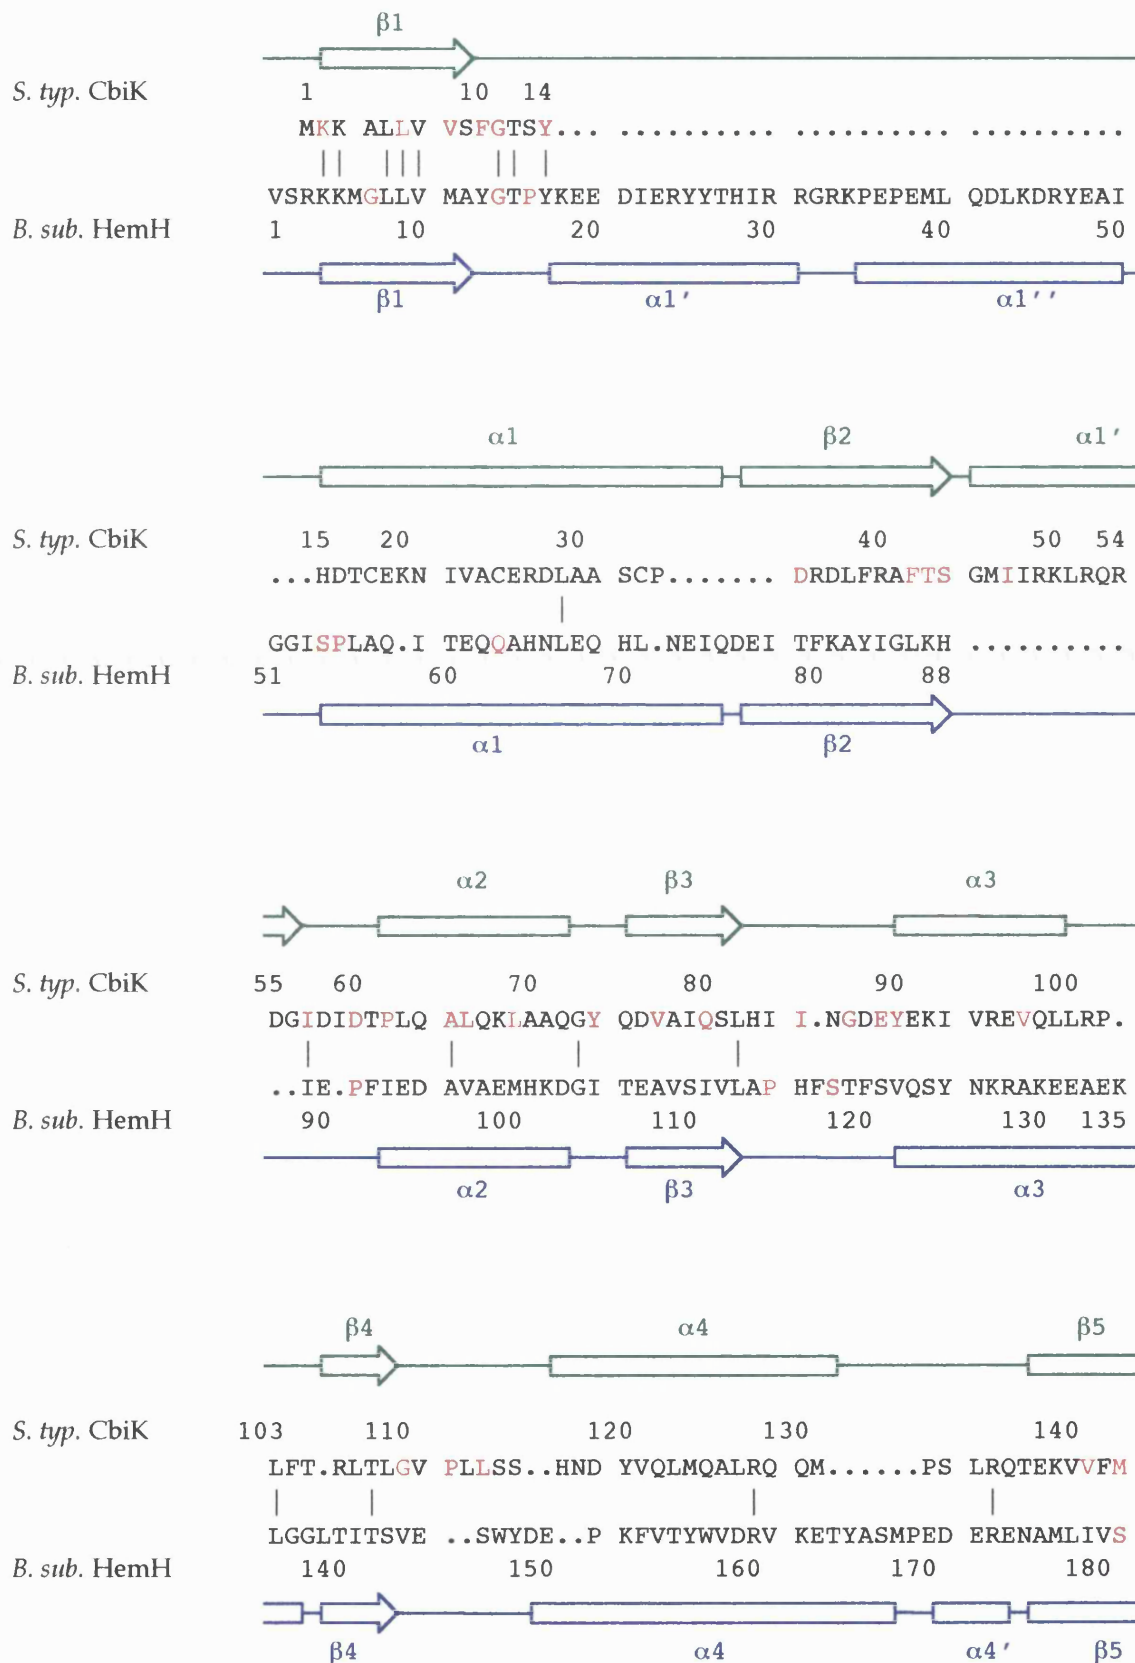 β1
S. typ. CbiK
1 10 14
MKK ALLV VSFGTSY... .......... .......... ..........
VSRKKMGLLV MAYGTPYKEE DIERYYTHIR RGRKPEPEML QDLKDRYEAI
B. sub. HemH
1 10 20 30 40 50
β1 α1' α1''
α1 β2 α1'
S. typ. CbiK
15 20 30 40 50 54
...HDTCEKN IVACERDLAA SCP....... DRDLFRAFTS GMIIRKLRQR
GGISPLAQ.I TEQQAHNLEQ HL.NEIQDEI TFKAYIGLKH ..........
B. sub. HemH
51 60 70 80 88
α1 β2
α2 β3 α3
S. typ. CbiK
55 60 70 80 90 100
DGIDIDTPLQ ALQKLAAQGY QDVAIQSLHI I.NGDEYEKI VREVQLLRP.
..IE.PFIED AVAEMHKDGI TEAVSIVLAP HFSTFSVQSY NKRAKEEAEK
B. sub. HemH
90 100 110 120 130 135
α2 β3 α3
β4 α4 β5
S. typ. CbiK
103 110 120 130 140
LFT.RLTLGV PLLSS..HND YVQLMQALRQ QM......PS LRQTEKVVFM
LGGLTITSVE ..SWYDE..P KFVTYWVDRV KETYASMPED ERENAMLIVS
B. sub. HemH
140 150 160 170 180
β4 α4 α4' β5